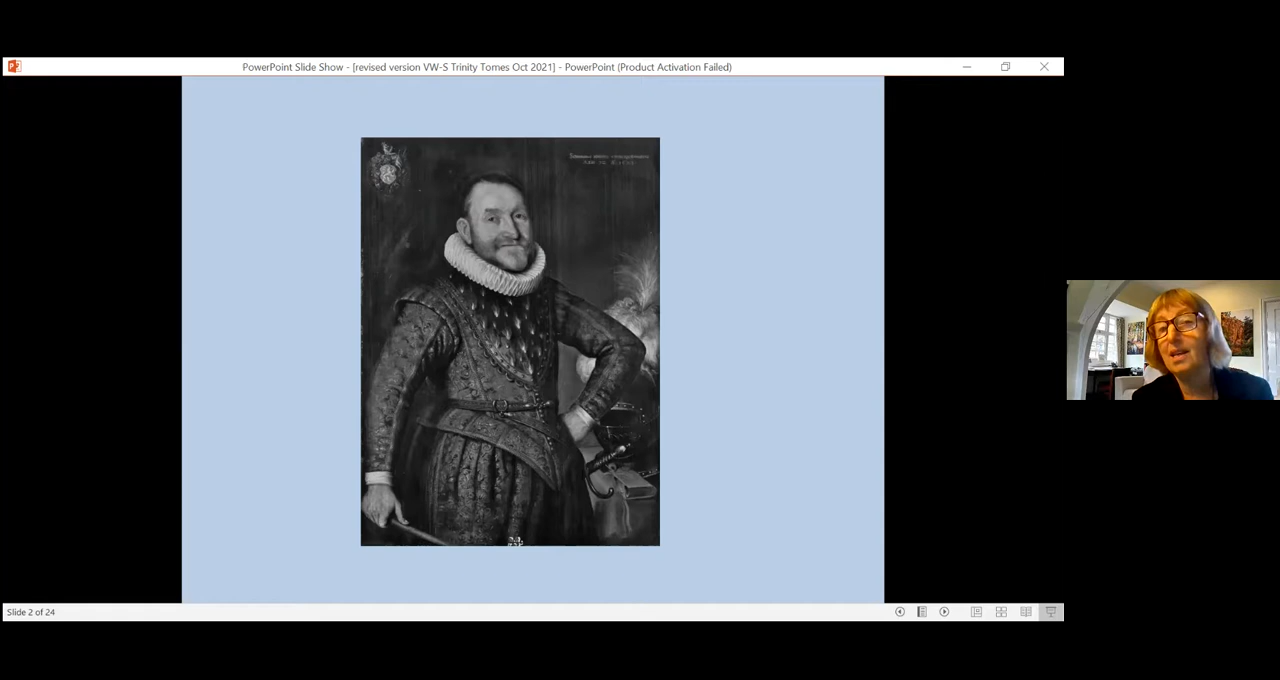 PowerPoint Slide Show - [revised version VW-S Trinity Tomes Oct 2021] - PowerPoint (Product Activation Failed)
Slide 2 of 24